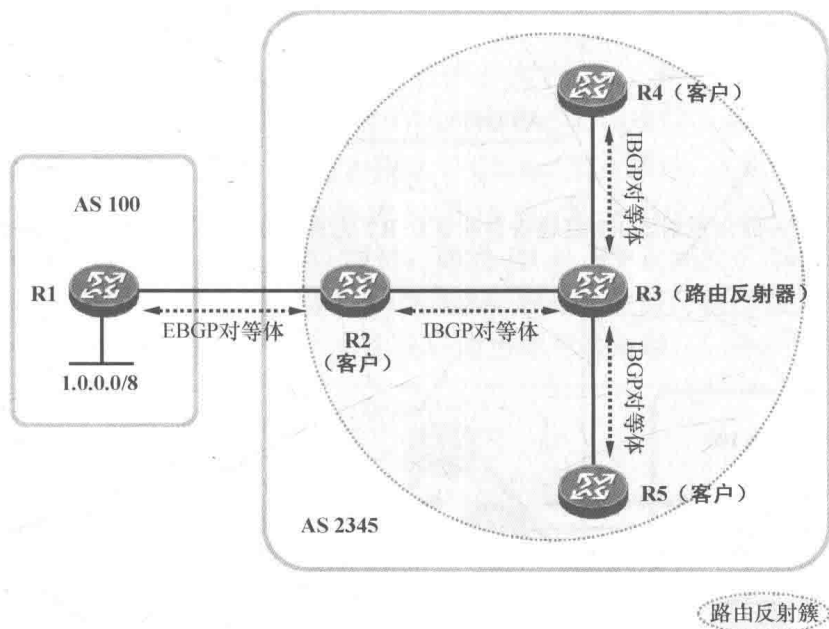 R4（客户）
IBGP对等体
AS 100
R1
EBGP对等体
1.0.0.0/8
R2
（客户）
IBGP对等体
R3（路由反射器）
IBGP对等体
R5（客户）
AS 2345
路由反射簇